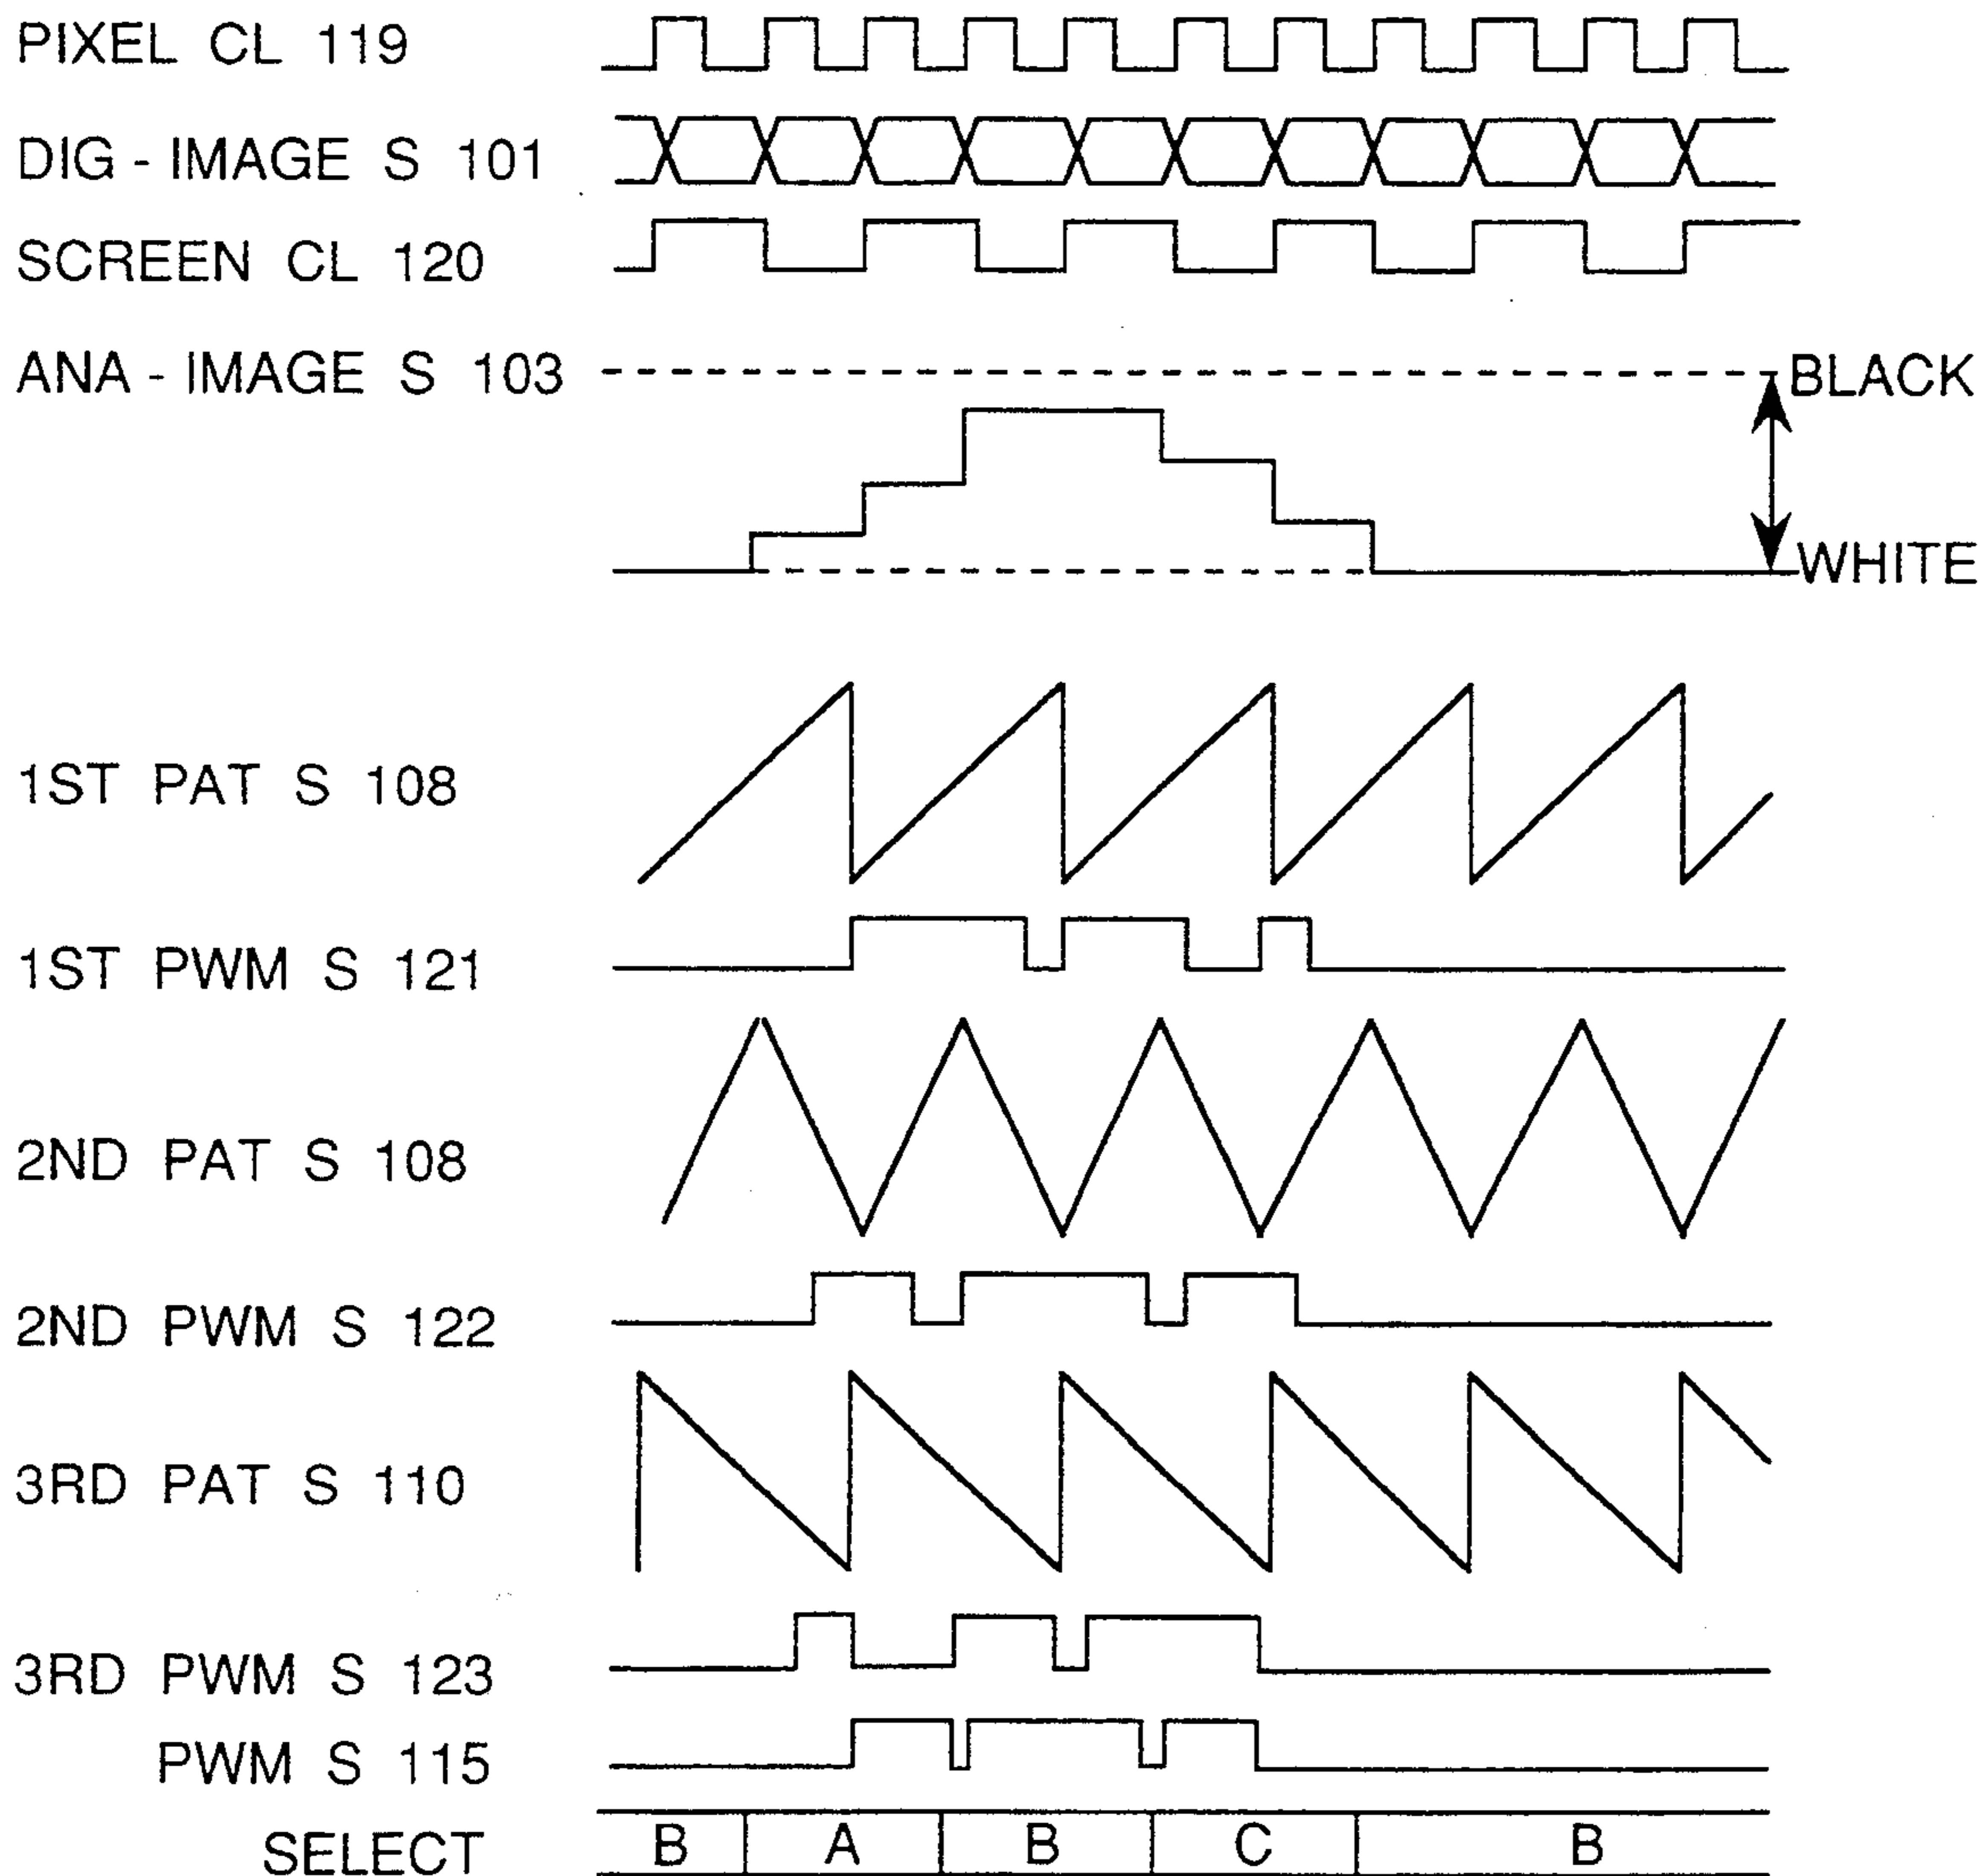 PIXEL CL 119
DIG - IMAGE S 101
SCREEN CL 120
ANA - IMAGE S 103
BLACK
WHITE
1ST PAT S 108
1ST PWM S 121
2ND PAT S 108
2ND PWM S 122
3RD PAT S 110
3RD PWM S 123
PWM S 115
SELECT B A B C B